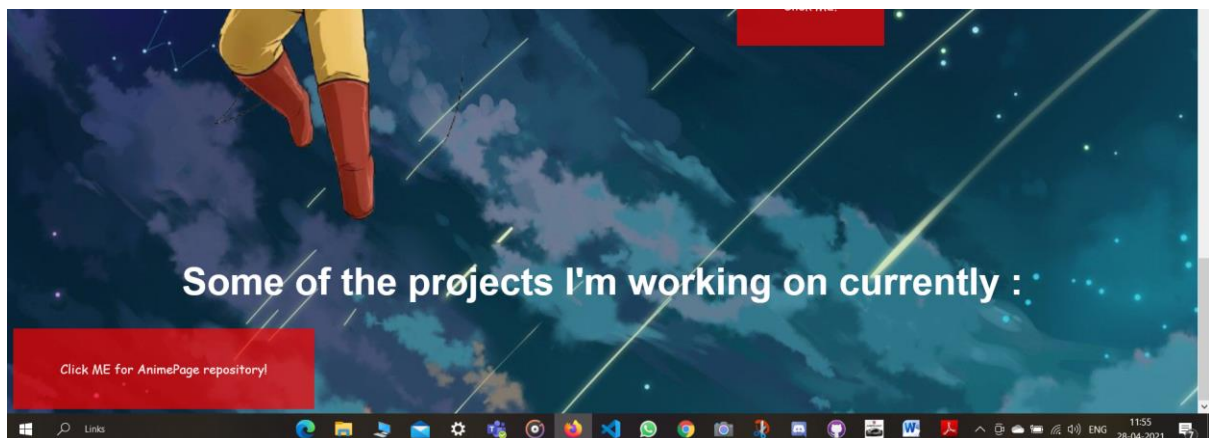 Some of the projects I'm working on currently :
Click ME for AnimePage repository!
Links
ENG
11:55
28-04-2021